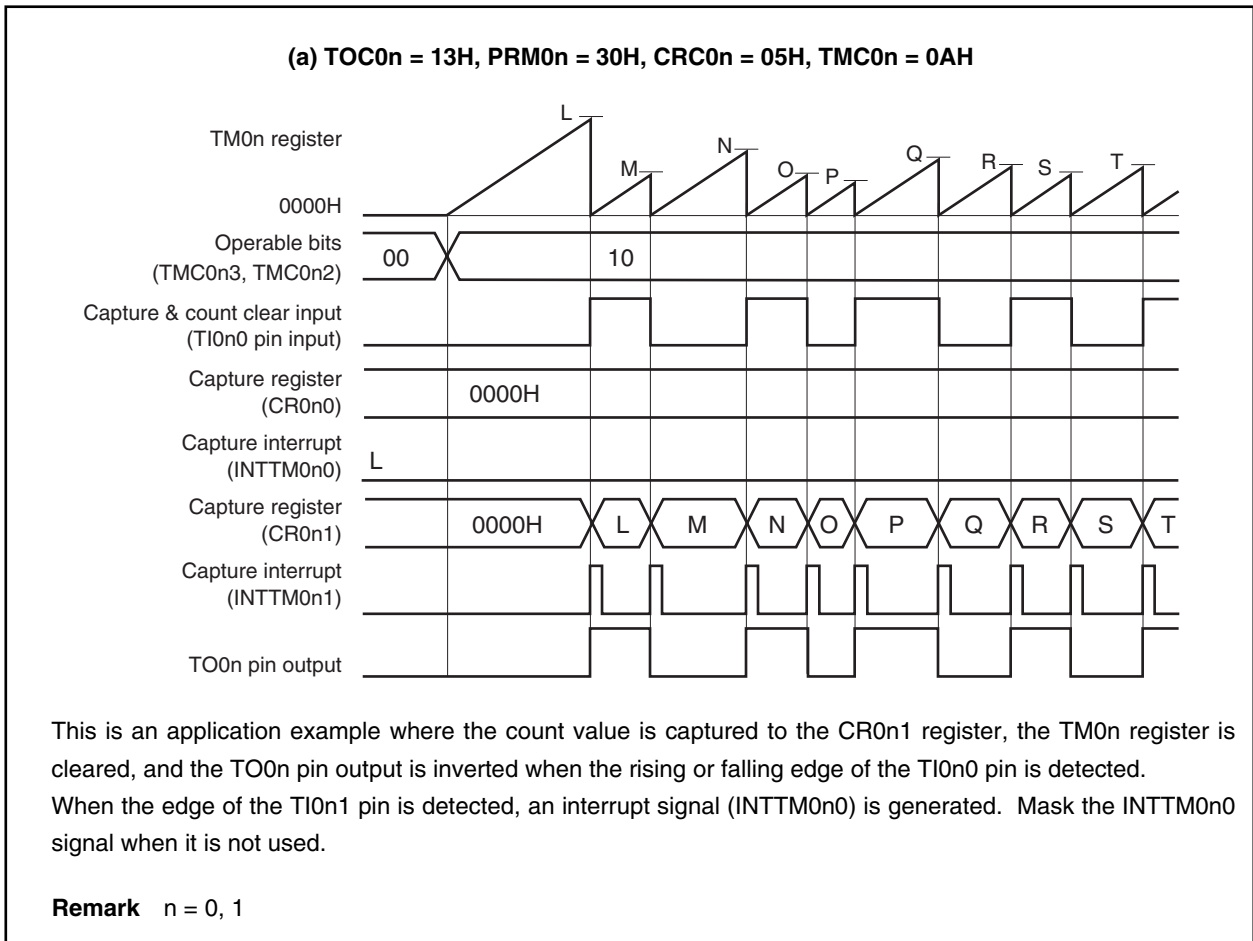 (a) TOC0n = 13H, PRM0n = 30H, CRC0n = 05H, TMC0n = 0AH
TM0n register
L
M
N
O
P
Q
R
S
T
0000H
Operable bits
(TMC0n3, TMC0n2)
00
10
Capture & count clear input
(TI0n0 pin input)
Capture register
(CR0n0)
0000H
Capture interrupt
(INTTM0n0)
L
Capture register
(CR0n1)
0000H
L
M
N
O
P
Q
R
S
T
Capture interrupt
(INTTM0n1)
TO0n pin output
This is an application example where the count value is captured to the CR0n1 register, the TM0n register is
cleared, and the TO0n pin output is inverted when the rising or falling edge of the TI0n0 pin is detected.
When the edge of the TI0n1 pin is detected, an interrupt signal (INTTM0n0) is generated. Mask the INTTM0n0
signal when it is not used.
Remark n = 0, 1